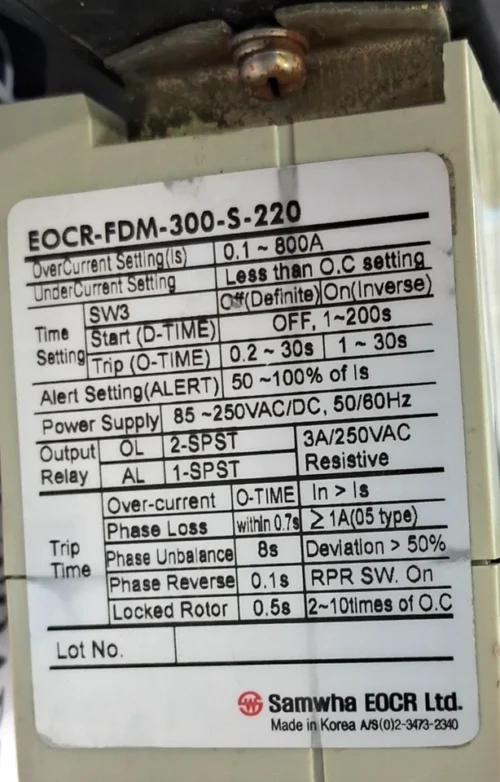 EOCR-FDM-300-S-220
OverCurrent Setting(Is) 0.1 ~ 800A
UnderCurrent Setting Less than O.C setting
Time Setting SW3 Off(Definite) On(Inverse)
Start (D-TIME) OFF, 1~200s
Trip (O-TIME) 0.2 ~ 30s 1 ~ 30s
Alert Setting(ALERT) 50 ~100% of Is
Power Supply 85 ~250VAC/DC, 50/60Hz
Output Relay OL 2-SPST 3A/250VAC
AL 1-SPST Resistive
Trip Time Over-current O-TIME In > Is
Phase Loss within 0.7s ≥ 1A(05 type)
Phase Unbalance 8s Deviation > 50%
Phase Reverse 0.1s RPR SW. On
Locked Rotor 0.5s 2~10times of O.C
Lot No.
Samwha EOCR Ltd.
Made in Korea A/S(0)2-3473-2340